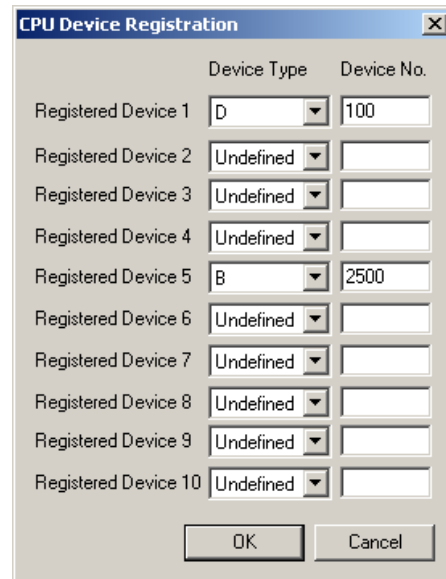 CPU Device Registration
Device Type Device No.
Registered Device 1 D 100
Registered Device 2 Undefined
Registered Device 3 Undefined
Registered Device 4 Undefined
Registered Device 5 B 2500
Registered Device 6 Undefined
Registered Device 7 Undefined
Registered Device 8 Undefined
Registered Device 9 Undefined
Registered Device 10 Undefined
OK Cancel